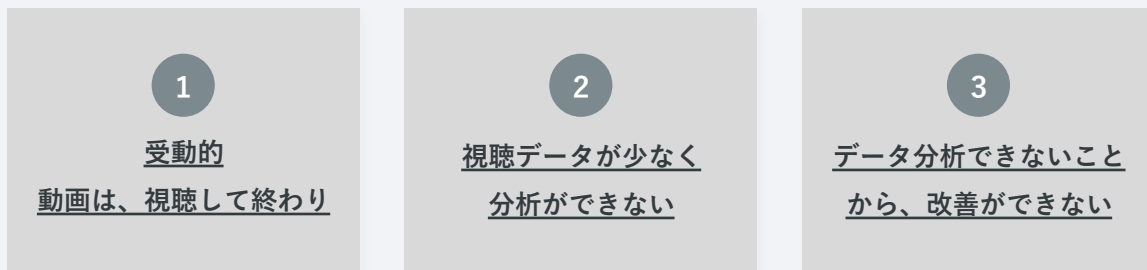 1
受動的
動画は、視聴して終わり
2
視聴データが少なく
分析ができない
3
データ分析できないこと
から、改善ができない